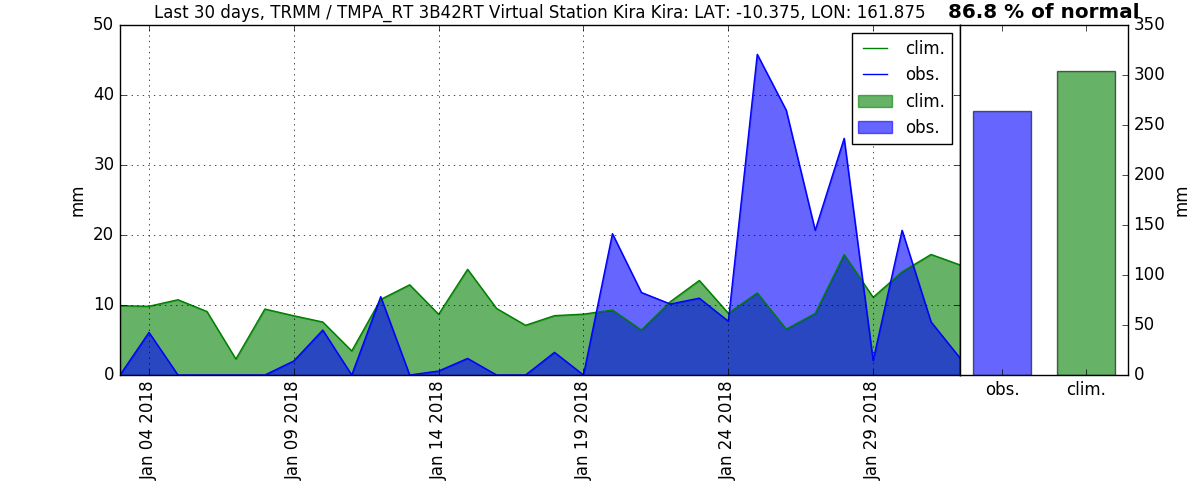 Last 30 days, TRMM / TMPA_RT 3B42RT Virtual Station Kira Kira: LAT: -10.375, LON: 161.875
86.8 % of normal
50
40
30
20
10
0
mm
clim.
obs.
clim.
obs.
Jan 04 2018
Jan 09 2018
Jan 14 2018
Jan 19 2018
Jan 24 2018
Jan 29 2018
350
300
250
200
150
100
50
0
mm
obs.
clim.